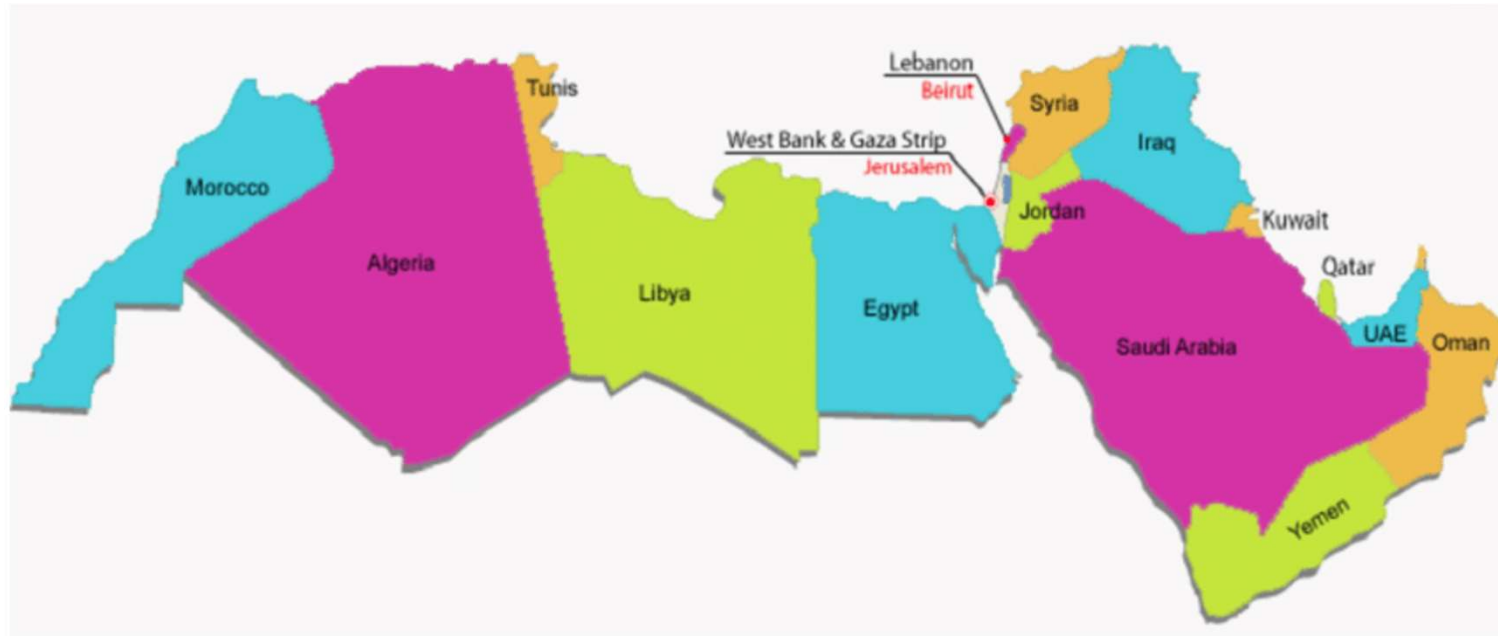 Tunis
Lebanon
Beirut
Syria
West Bank & Gaza Strip
Jerusalem
Iraq
Morocco
Jordan
Kuwait
Algeria
Qatar
Libya
Egypt
Saudi Arabia
UAE
Oman
Yemen